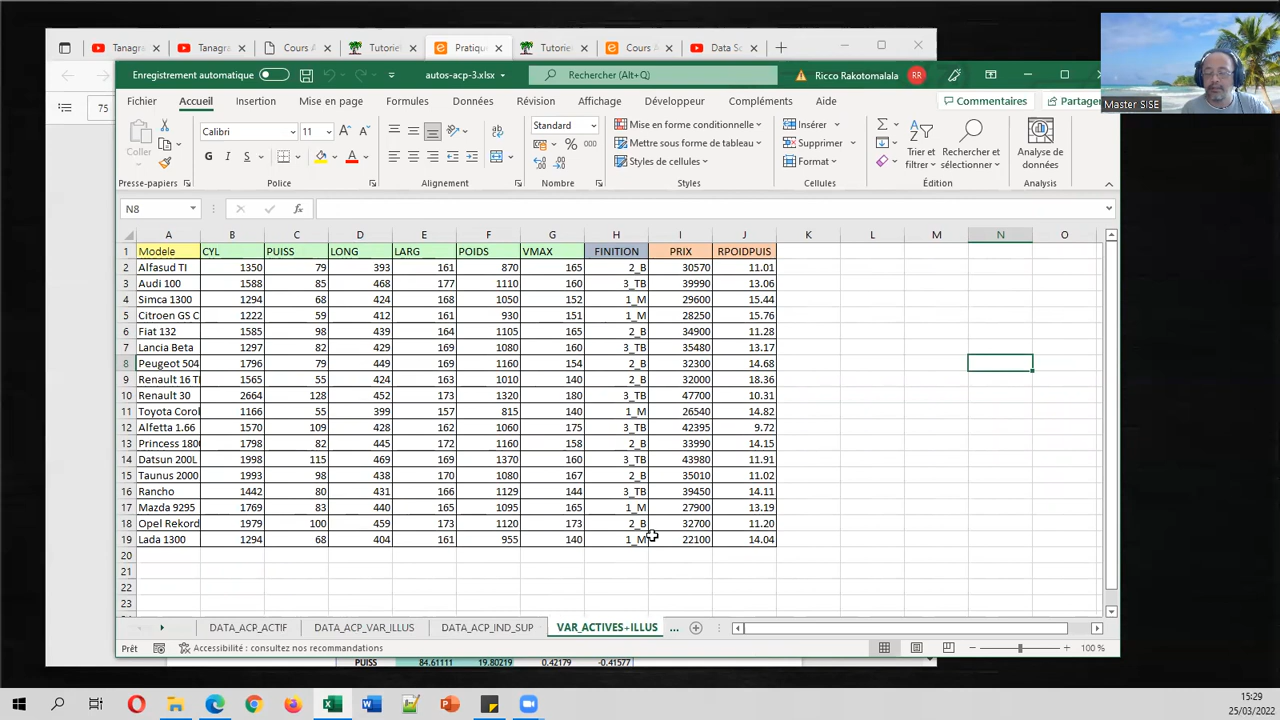 Tanagra
Tanagra
Cours A
Tutoriel
Pratique
Tutorie
Cours A
Data Sc
75
Enregistrement automatique
autos-acp-3.xlsx
Rechercher (Alt+Q)
Ricco Rakotomalala
RR
Master SISE
Fichier Accueil Insertion Mise en page Formules Données Révision Affichage Développeur Compléments Aide
Commentaires
Partager
Coller
Calibri
11
G I S
Standard
% 000
Mise en forme conditionnelle
Mettre sous forme de tableau
Styles de cellules
Insérer
Supprimer
Format
Trier et filtrer
Rechercher et sélectionner
Analyse de données
Presse-papiers Police Alignement Nombre Styles Cellules Édition Analysis
N8
fx
A B C D E F G H I J K L M N O
1 Modele CYL PUISS LONG LARG POIDS VMAX FINITION PRIX RPOIDPUIS
2 Alfasud TI 1350 79 393 161 870 165 2_B 30570 11.01
3 Audi 100 1588 85 468 177 1110 160 3_TB 39990 13.06
4 Simca 1300 1294 68 424 168 1050 152 1_M 29600 15.44
5 Citroen GS C 1222 59 412 161 930 151 1_M 28250 15.76
6 Fiat 132 1585 98 439 164 1105 165 2_B 34900 11.28
7 Lancia Beta 1297 82 429 169 1080 160 3_TB 35480 13.17
8 Peugeot 504 1796 79 449 169 1160 154 2_B 32300 14.68
9 Renault 16 TL 1565 55 424 163 1010 140 2_B 32000 18.36
10 Renault 30 2664 128 452 173 1320 180 3_TB 47700 10.31
11 Toyota Corol 1166 55 399 157 815 140 1_M 26540 14.82
12 Alfetta 1.66 1570 109 428 162 1060 175 3_TB 42395 9.72
13 Princess 180 1798 82 445 172 1160 158 2_B 33990 14.15
14 Datsun 200L 1998 115 469 169 1370 160 3_TB 43980 11.91
15 Taunus 2000 1993 98 438 170 1080 167 2_B 35010 11.02
16 Rancho 1442 80 431 166 1129 144 3_TB 39450 14.11
17 Mazda 9295 1769 83 440 165 1095 165 1_M 27900 13.19
18 Opel Rekord 1979 100 459 173 1120 173 2_B 32700 11.20
19 Lada 1300 1294 68 404 161 955 140 1_M 22100 14.04
20
21
22
23
DATA_ACP_ACTIF DATA_ACP_VAR_ILLUS DATA_ACP_IND_SUP VAR_ACTIVES+ILLUS ...
Prêt
Accessibilité : consultez nos recommandations
100 %
PUISS 84.61111 19.80219 0.42179 -0.41577
15:29
25/03/2022